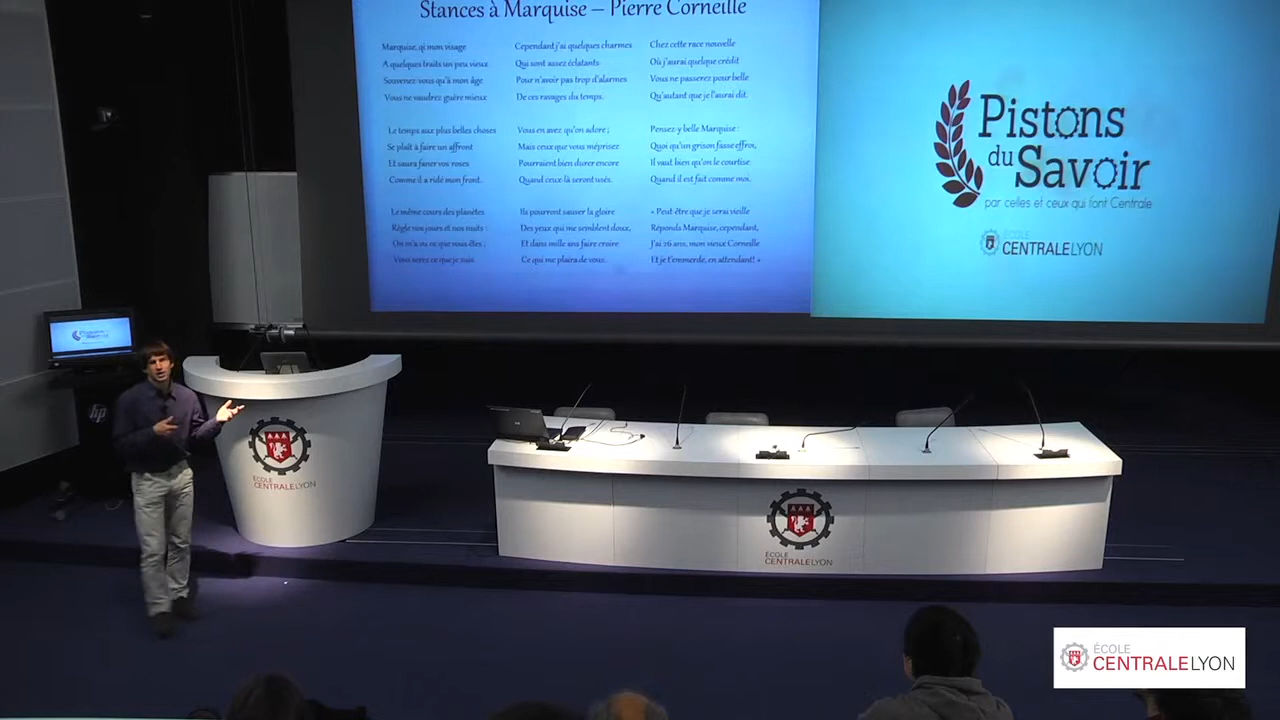 Stances à Marquise – Pierre Corneille
Marquise, qi mon visage
A quelques traits un peu vieux
Souvenez-vous qu'à mon âge
Vous ne vaudrez guère mieux
Le temps aux plus belles choses
Se plaît à faire un affront
Et saura faner vos roses
Comme il a ridé mon front.
Le même cours des planètes
Règle nos jours et nos nuits :
On m'a vu ce que vous êtes ;
Vous serez ce que je suis.
Cependant j'ai quelques charmes
Qui sont assez éclatants
Pour n'avoir pas trop d'alarmes
De ces ravages du temps.
Vous en avez qu'on adore ;
Mais ceux que vous méprisez
Pourraient bien durer encore
Quand ceux-là seront usés.
Ils pourront sauver la gloire
Des yeux qui me semblent doux,
Et dans mille ans faire croire
Ce qui me plaira de vous.
Chez cette race nouvelle
Où j'aurai quelque crédit
Vous ne passerez pour belle
Qu'autant que je l'aurai dit.
Pensez-y belle Marquise :
Quoi qu'un grison fasse effroi,
Il vaut bien qu'on le courtise
Quand il est fait comme moi.
« Peut-être que je serai vieille
Réponds Marquise, cependant,
J'ai 26 ans, mon vieux Corneille
Et je t'emmerde, en attendant! »
Pistons
du Savoir
par celles et ceux qui font Centrale
ÉCOLE
CENTRALELYON
hp
ÉCOLE
CENTRALELYON
ÉCOLE
CENTRALELYON
ÉCOLE
CENTRALELYON